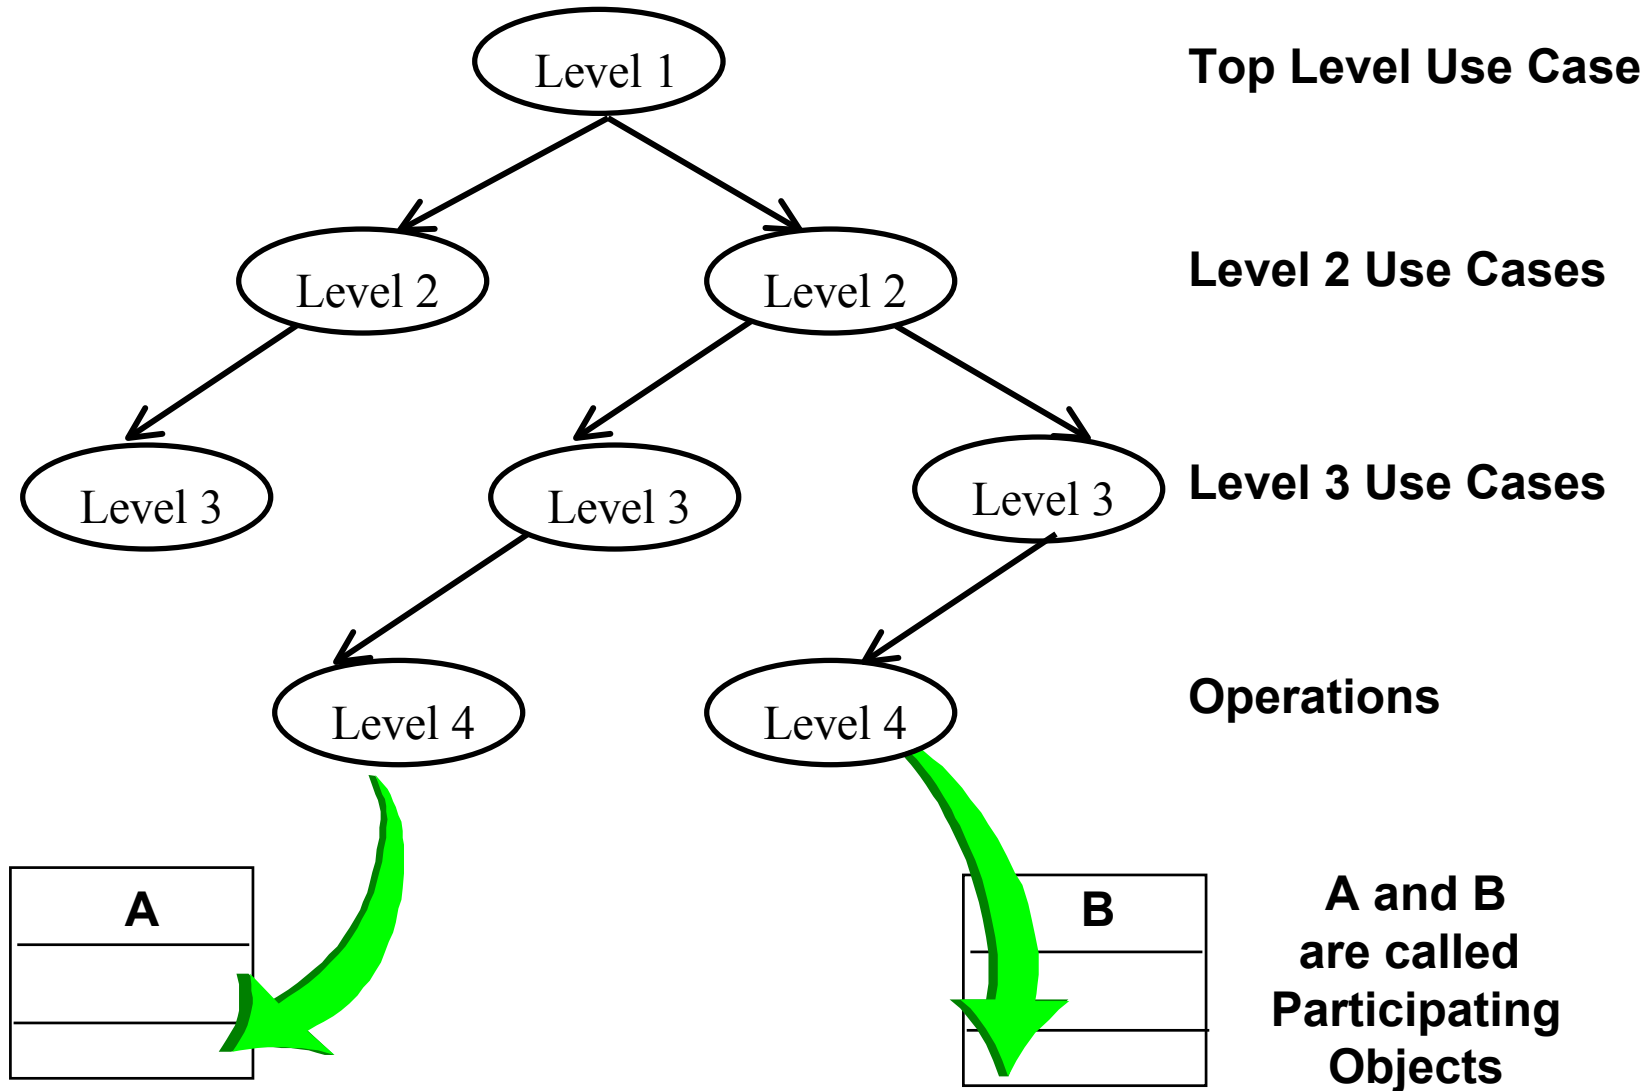 Level 1
Top Level Use Case
Level 2
Level 2
Level 2 Use Cases
Level 3
Level 3
Level 3
Level 3 Use Cases
Level 4
Level 4
Operations
A
B
A and B
are called
Participating
Objects